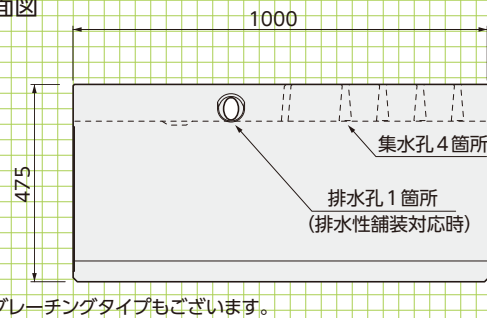 面図
1000
475
集水孔4箇所
排水孔1箇所
(排水性舗装対応時)
グレーチングタイプもございます。